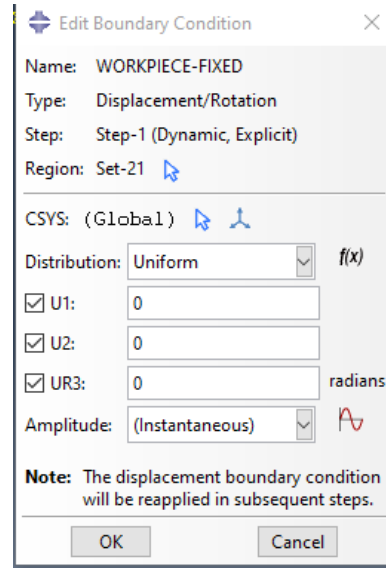 Edit Boundary Condition
Name: WORKPIECE-FIXED
Type: Displacement/Rotation
Step: Step-1 (Dynamic, Explicit)
Region: Set-21
CSYS: (Global)
Distribution: Uniform f(x)
U1: 0
U2: 0
UR3: 0 radians
Amplitude: (Instantaneous)
Note: The displacement boundary condition
will be reapplied in subsequent steps.
OK Cancel